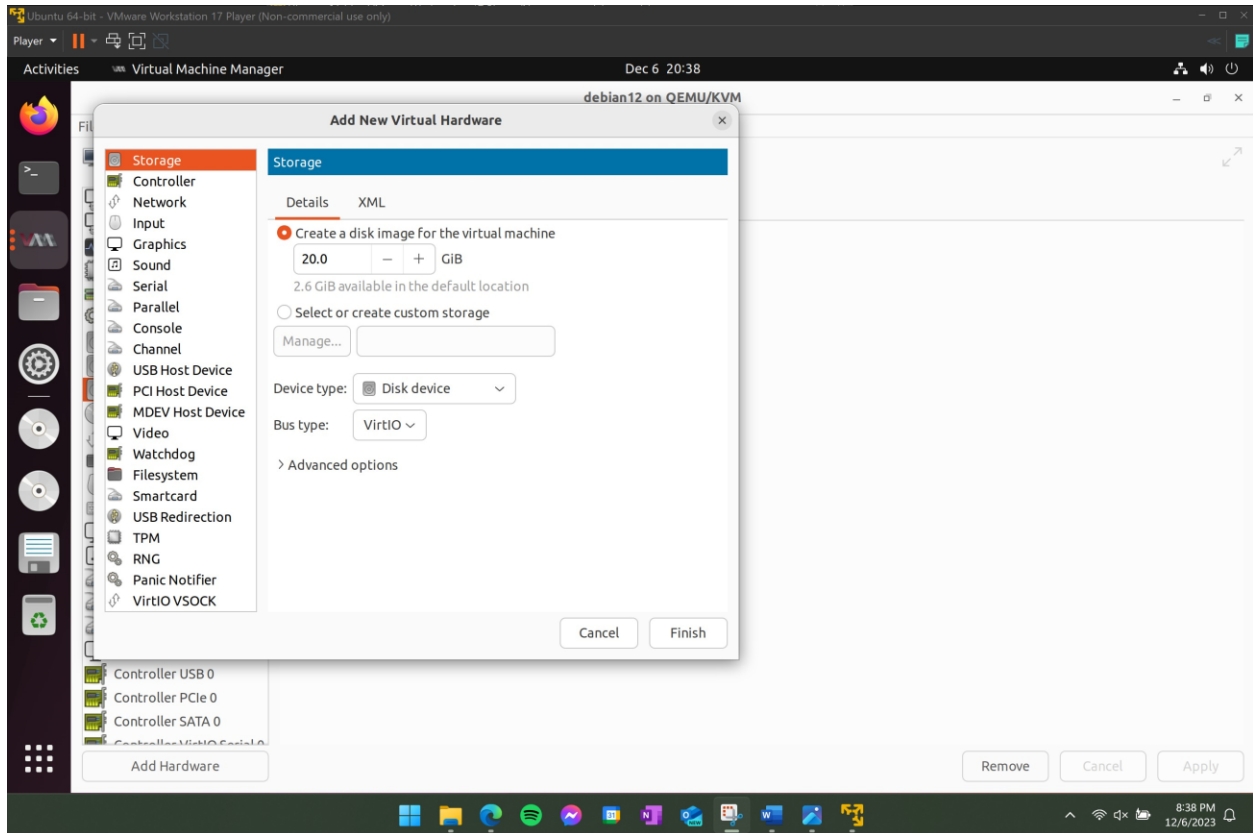 Ubuntu 64-bit - VMware Workstation 17 Player (Non-commercial use only)
Player
Activities Virtual Machine Manager Dec 6 20:38
debian12 on QEMU/KVM
Fil
Add New Virtual Hardware
Storage
Controller
Network
Input
Graphics
Sound
Serial
Parallel
Console
Channel
USB Host Device
PCI Host Device
MDEV Host Device
Video
Watchdog
Filesystem
Smartcard
USB Redirection
TPM
RNG
Panic Notifier
VirtIO VSOCK
Storage
Details XML
Create a disk image for the virtual machine
20.0 − + GiB
2.6 GiB available in the default location
Select or create custom storage
Manage...
Device type: Disk device
Bus type: VirtIO
Advanced options
Cancel Finish
Controller USB 0
Controller PCIe 0
Controller SATA 0
Controller VirtIO Serial 0
Add Hardware
Remove Cancel Apply
8:38 PM
12/6/2023